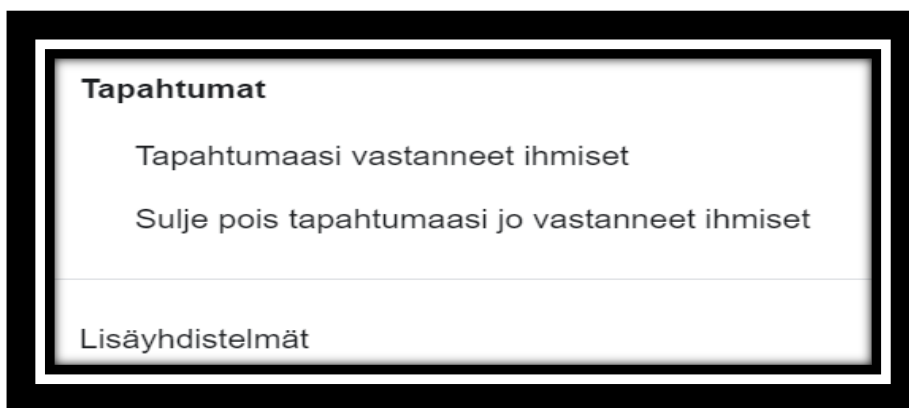 Tapahtumat
Tapahtumaasi vastanneet ihmiset
Sulje pois tapahtumaasi jo vastanneet ihmiset
Lisäyhdistelmät